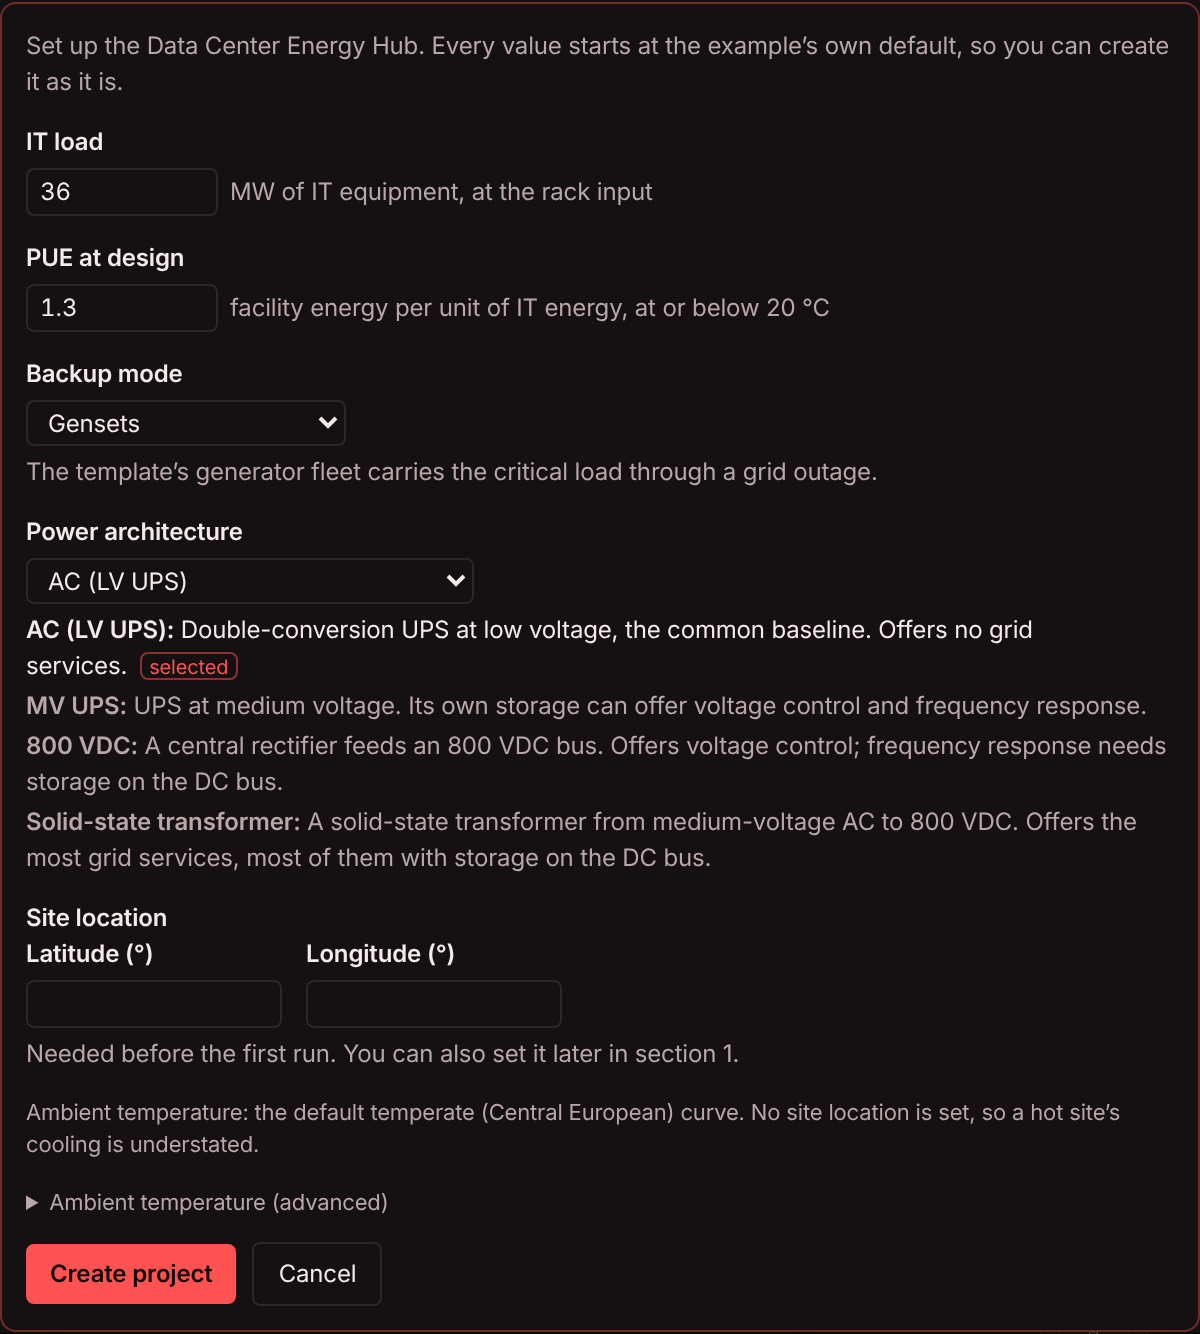 Set up the Data Center Energy Hub. Every value starts at the example’s own default, so you can create
it as it is.
IT load
36 MW of IT equipment, at the rack input
PUE at design
1.3 facility energy per unit of IT energy, at or below 20 °C
Backup mode
Gensets
The template’s generator fleet carries the critical load through a grid outage.
Power architecture
AC (LV UPS)
AC (LV UPS): Double-conversion UPS at low voltage, the common baseline. Offers no grid
services. selected
MV UPS: UPS at medium voltage. Its own storage can offer voltage control and frequency response.
800 VDC: A central rectifier feeds an 800 VDC bus. Offers voltage control; frequency response needs
storage on the DC bus.
Solid-state transformer: A solid-state transformer from medium-voltage AC to 800 VDC. Offers the
most grid services, most of them with storage on the DC bus.
Site location
Latitude (°) Longitude (°)
Needed before the first run. You can also set it later in section 1.
Ambient temperature: the default temperate (Central European) curve. No site location is set, so a hot site’s
cooling is understated.
Ambient temperature (advanced)
Create project Cancel